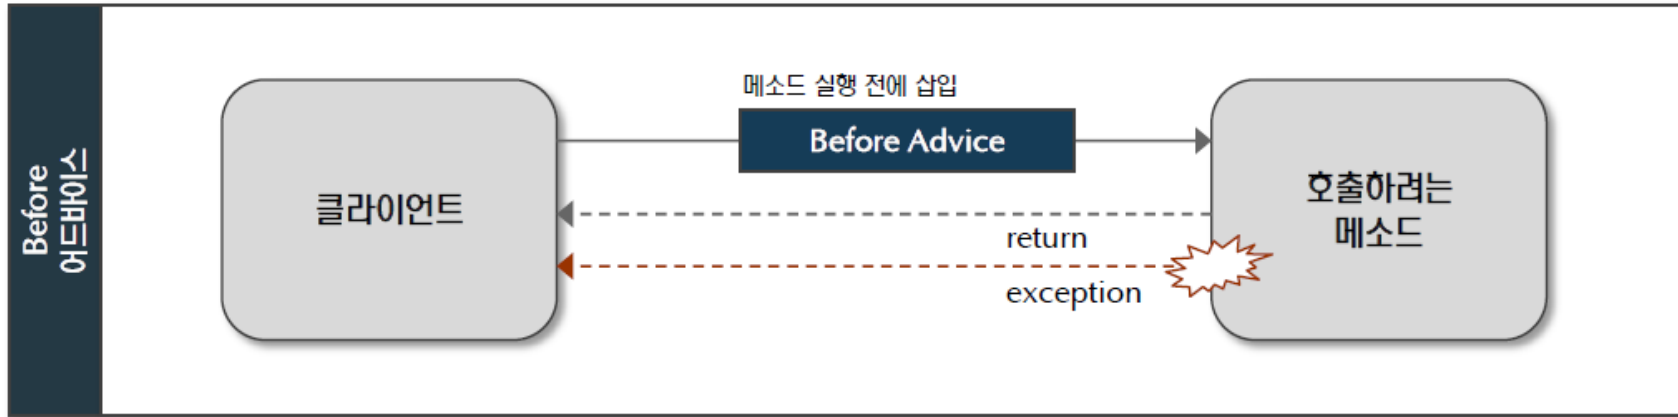 Before
어드바이스
메소드 실행 전에 삽입
Before Advice
클라이언트
호출하려는
메소드
return
exception